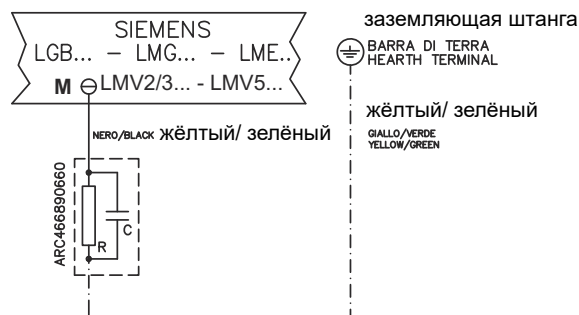 SIEMENS
LGB... – LMG... – LME..
M LMV2/3... - LMV5...
заземляющая штанга
BARRA DI TERRA
HEARTH TERMINAL
NERO/BLACK жёлтый/ зелёный
жёлтый/ зелёный
GIALLO/VERDE
YELLOW/GREEN
ARC466890660
C
R